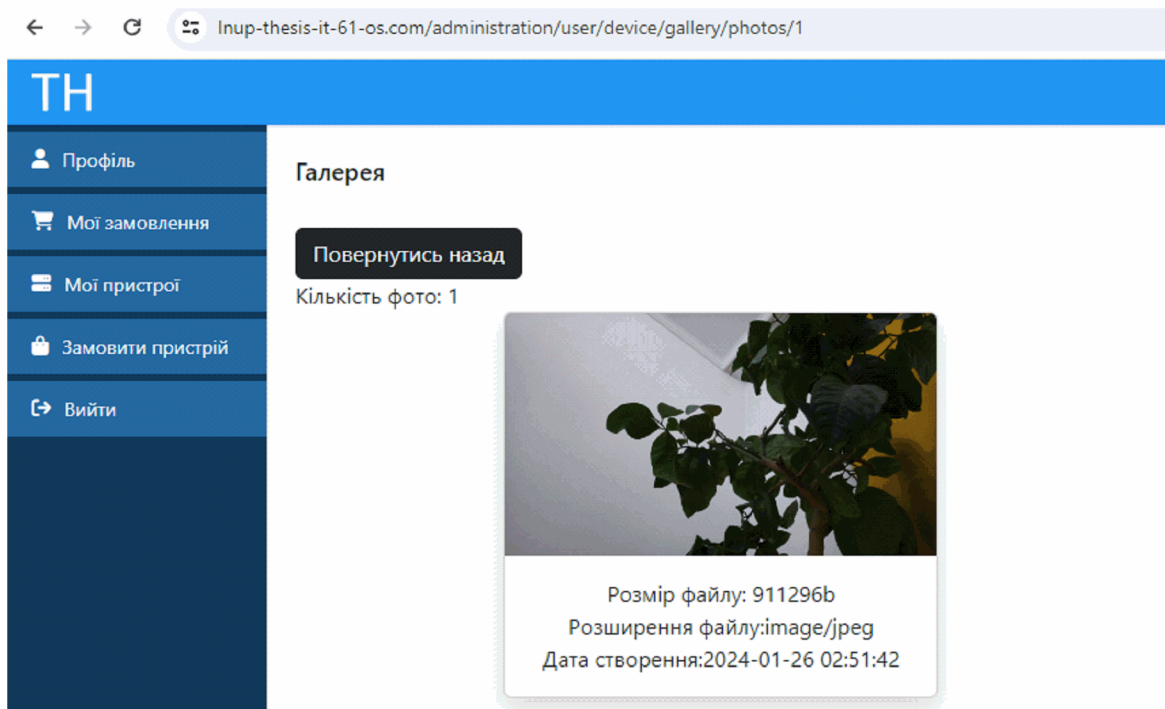 lnup-thesis-it-61-os.com/administration/user/device/gallery/photos/1
TH
Профіль
Мої замовлення
Мої пристрої
Замовити пристрій
Вийти
Галерея
Повернутись назад
Кількість фото: 1
Розмір файлу: 911296b
Розширення файлу:image/jpeg
Дата створення:2024-01-26 02:51:42